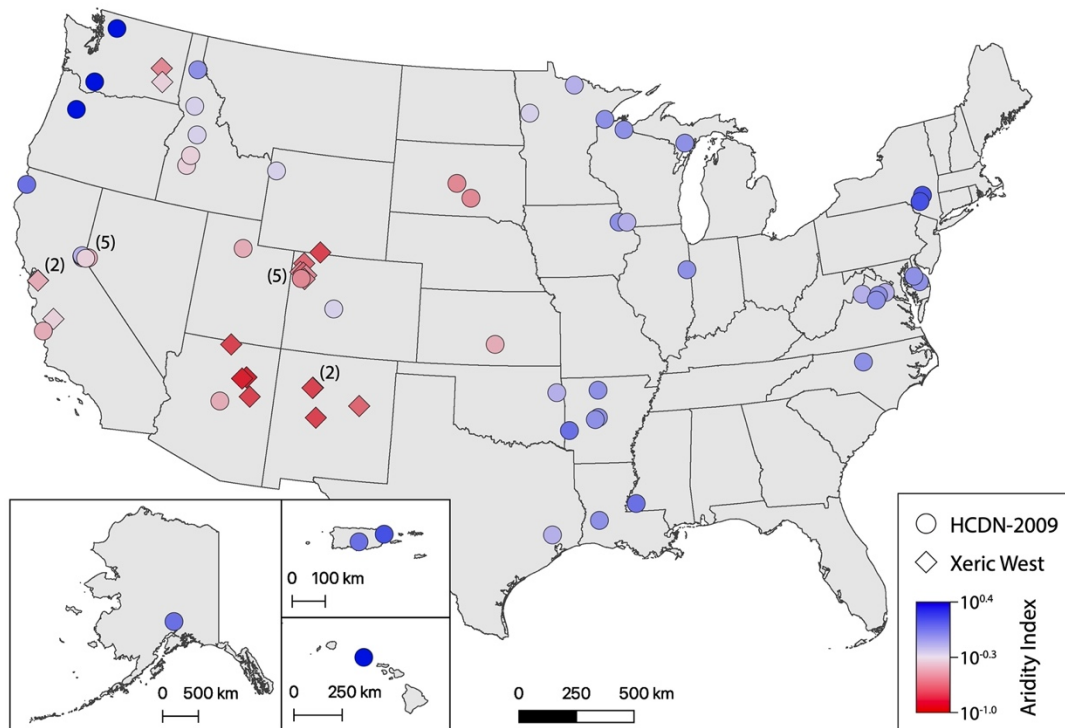 (5)
(2)
(5)
(2)
HCDN-2009
Xeric West
0 100 km
10^0.4
10^-0.3
10^-1.0
Aridity Index
0 500 km
0 250 km
0 250 500 km